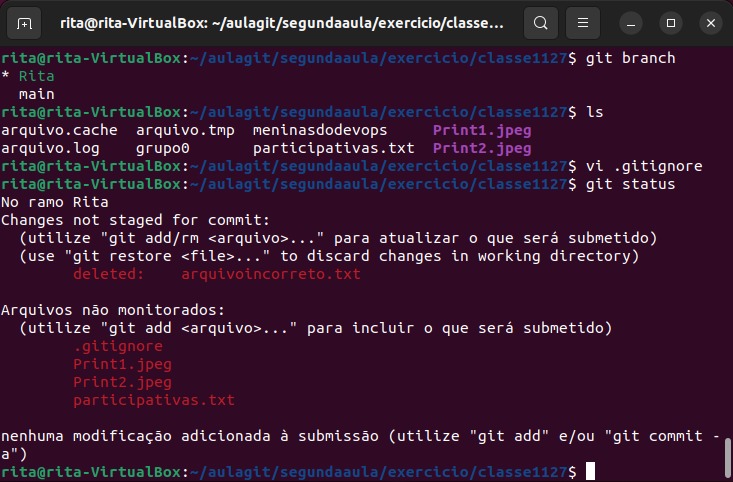 rita@rita-VirtualBox: ~/aulagit/segundaaula/exercicio/classe...
rita@rita-VirtualBox:~/aulagit/segundaaula/exercicio/classe1127$ git branch
* Rita
  main
rita@rita-VirtualBox:~/aulagit/segundaaula/exercicio/classe1127$ ls
arquivo.cache  arquivo.tmp  meninasdodevops     Print1.jpeg
arquivo.log    grupo0       participativas.txt  Print2.jpeg
rita@rita-VirtualBox:~/aulagit/segundaaula/exercicio/classe1127$ vi .gitignore
rita@rita-VirtualBox:~/aulagit/segundaaula/exercicio/classe1127$ git status
No ramo Rita
Changes not staged for commit:
  (utilize "git add/rm <arquivo>..." para atualizar o que será submetido)
  (use "git restore <file>..." to discard changes in working directory)
        deleted:    arquivoincorreto.txt

Arquivos não monitorados:
  (utilize "git add <arquivo>..." para incluir o que será submetido)
        .gitignore
        Print1.jpeg
        Print2.jpeg
        participativas.txt

nenhuma modificação adicionada à submissão (utilize "git add" e/ou "git commit -
a")
rita@rita-VirtualBox:~/aulagit/segundaaula/exercicio/classe1127$